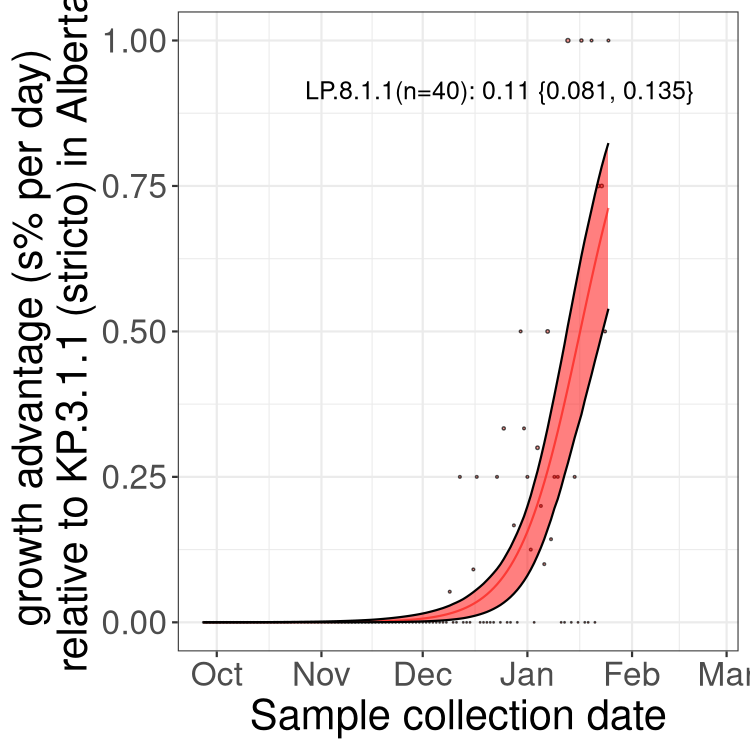 growth advantage (s% per day)
relative to KP.3.1.1 (stricto) in Alberta
1.00
0.75
0.50
0.25
0.00
LP.8.1.1(n=40): 0.11 {0.081, 0.135}
Oct Nov Dec Jan Feb Mar
Sample collection date